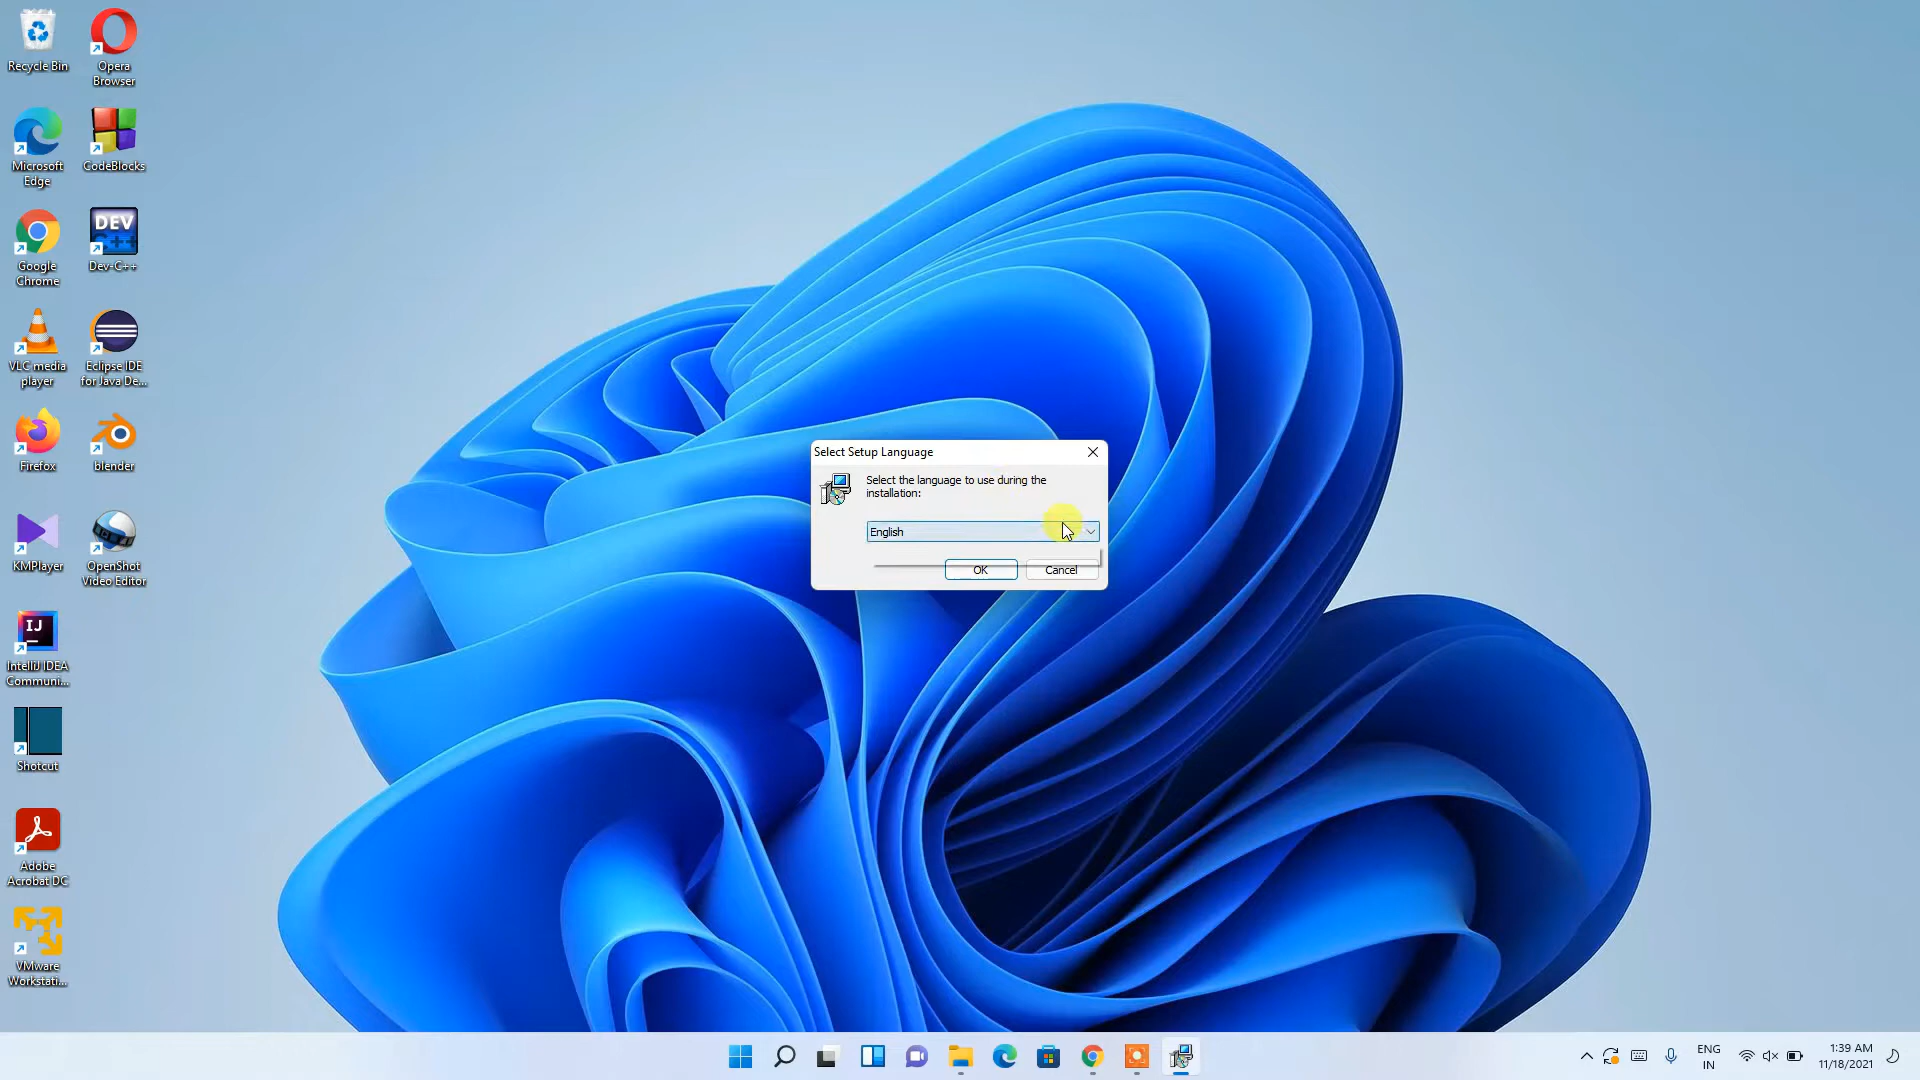 Recycle Bin
Opera
Browser
Microsoft
Edge
CodeBlocks
Google
Chrome
DEV
C++
Dev-C++
VLC media
player
Eclipse IDE
for Java De...
Firefox
blender
KMPlayer
OpenShot
Video Editor
IJ
IntelliJ IDEA
Communi...
Shotcut
Adobe
Acrobat DC
VMware
Workstati...
Select Setup Language
Select the language to use during the
installation:
English
OK
Cancel
ENG
IN
1:39 AM
11/18/2021